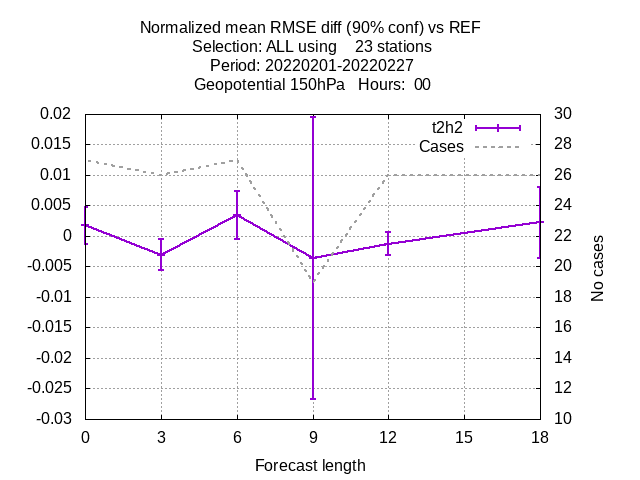 Normalized mean RMSE diff (90% conf) vs REF
Selection: ALL using    23 stations
Period: 20220201-20220227
Geopotential 150hPa   Hours:  00
t2h2
Cases
0.02
0.015
0.01
0.005
0
-0.005
-0.01
-0.015
-0.02
-0.025
-0.03
30
28
26
24
22
20
18
16
14
12
10
No cases
0 3 6 9 12 15 18
Forecast length